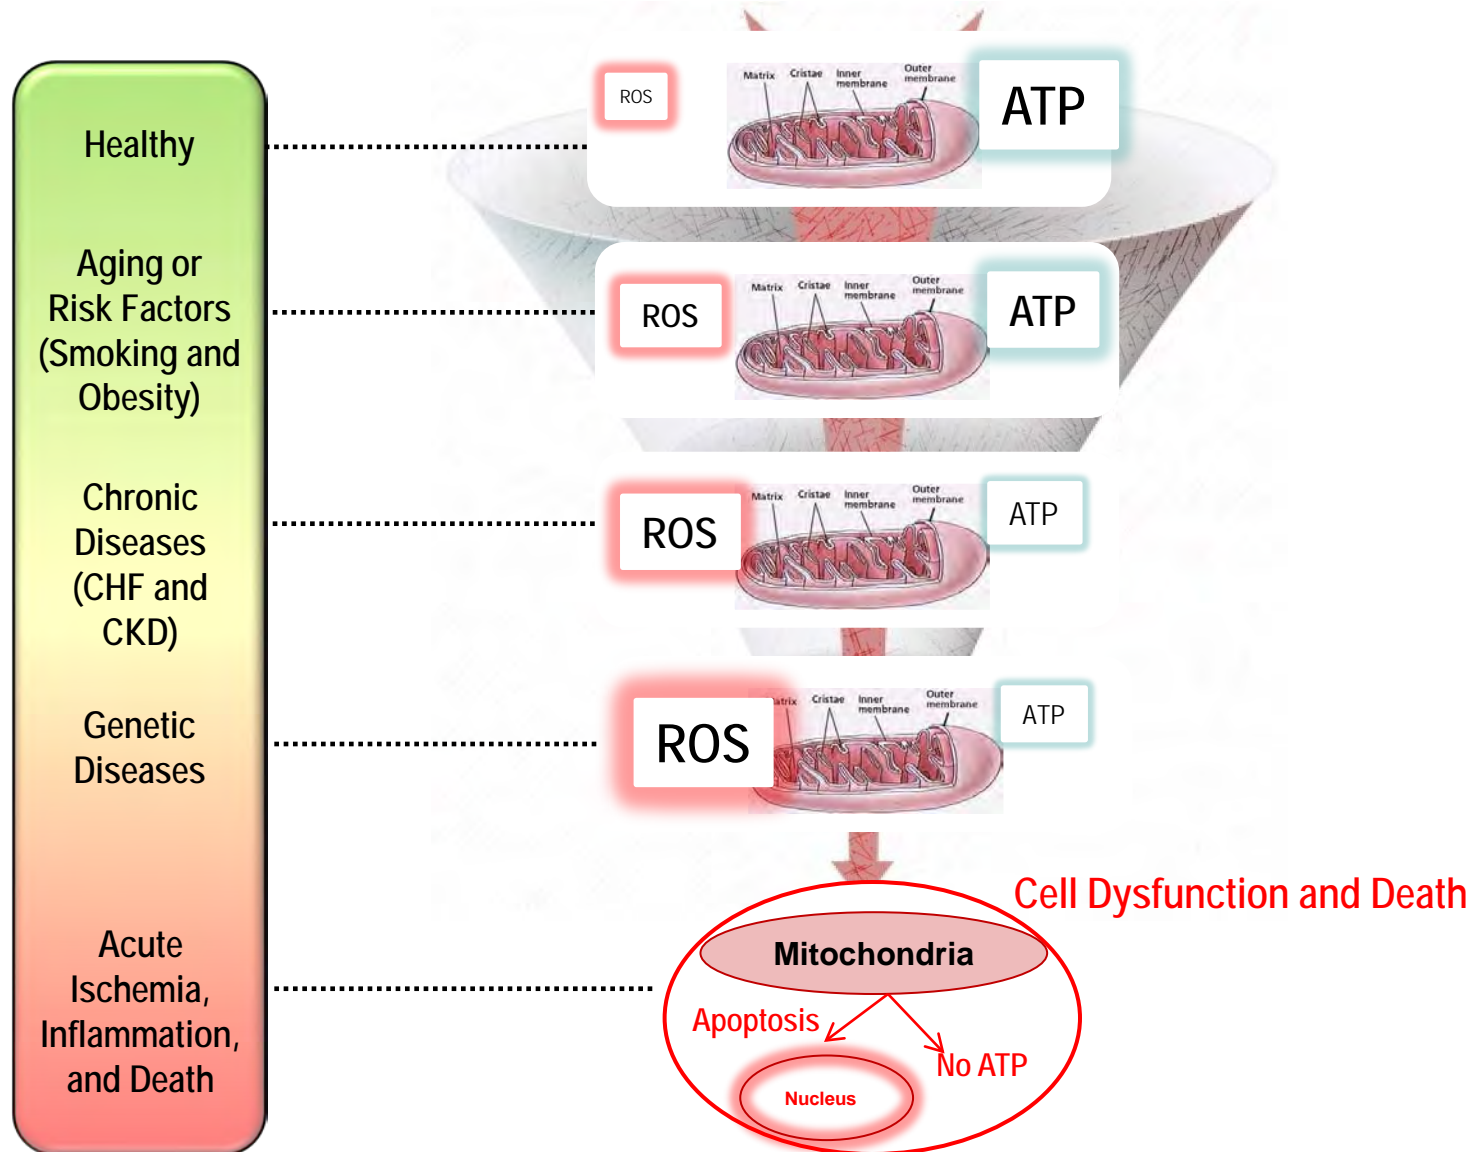 Healthy
ROS
Matrix
Cristae
Inner
membrane
Outer
membrane
ATP
Aging or
Risk Factors
(Smoking and
Obesity)
ROS
Matrix
Cristae
Inner
membrane
Outer
membrane
ATP
Chronic
Diseases
(CHF and
CKD)
ROS
Matrix
Cristae
Inner
membrane
Outer
membrane
ATP
Genetic
Diseases
ROS
atrix
Cristae
Inner
membrane
Outer
membrane
ATP
Cell Dysfunction and Death
Acute
Ischemia,
Inflammation,
and Death
Mitochondria
Apoptosis
No ATP
Nucleus